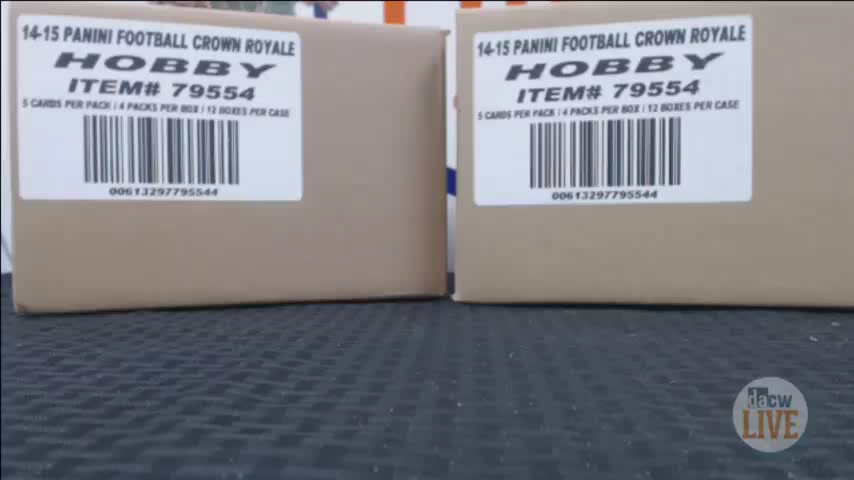 14-15 PANINI FOOTBALL CROWN ROYALE
HOBBY
ITEM# 79554
5 CARDS PER PACK / 4 PACKS PER BOX / 12 BOXES PER CASE
00613297795544
14-15 PANINI FOOTBALL CROWN ROYALE
HOBBY
ITEM# 79554
5 CARDS PER PACK / 4 PACKS PER BOX / 12 BOXES PER CASE
00613297795544
dacw
LIVE